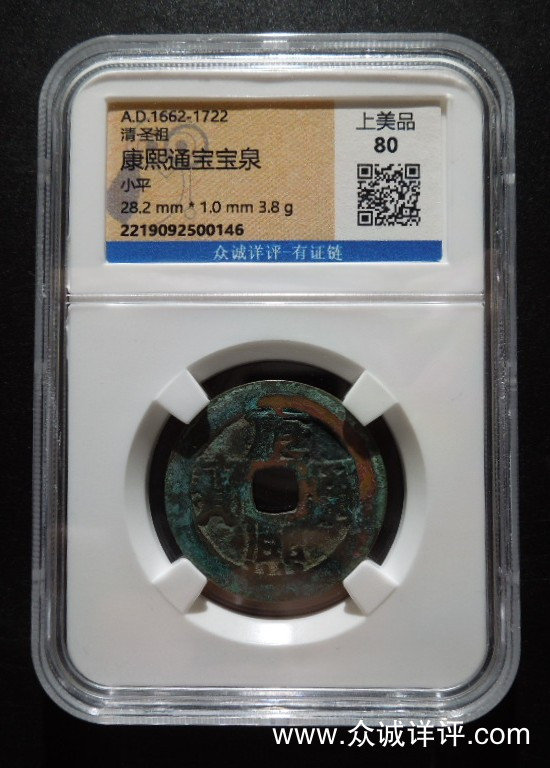 A.D.1662-1722
清·圣祖
康熙通宝宝泉
小平
28.2 mm * 1.0 mm 3.8 g
2219092500146
上美品
80
众诚详评-有证链
熙
通
www.众诚详评.com